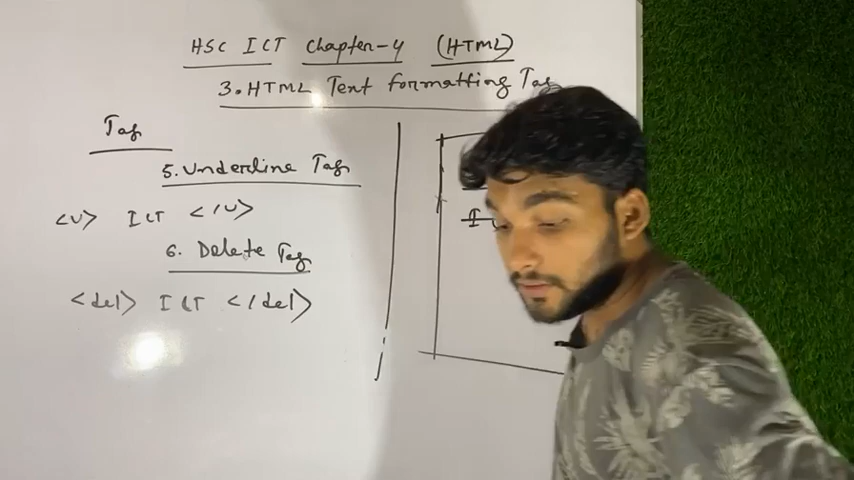 HSC ICT Chapter-4 (HTML)
3. HTML Text formatting Tag
Tag
5. Underline Tag
<u> ICT </u>
6. Delete Tag
<del> ICT </del>